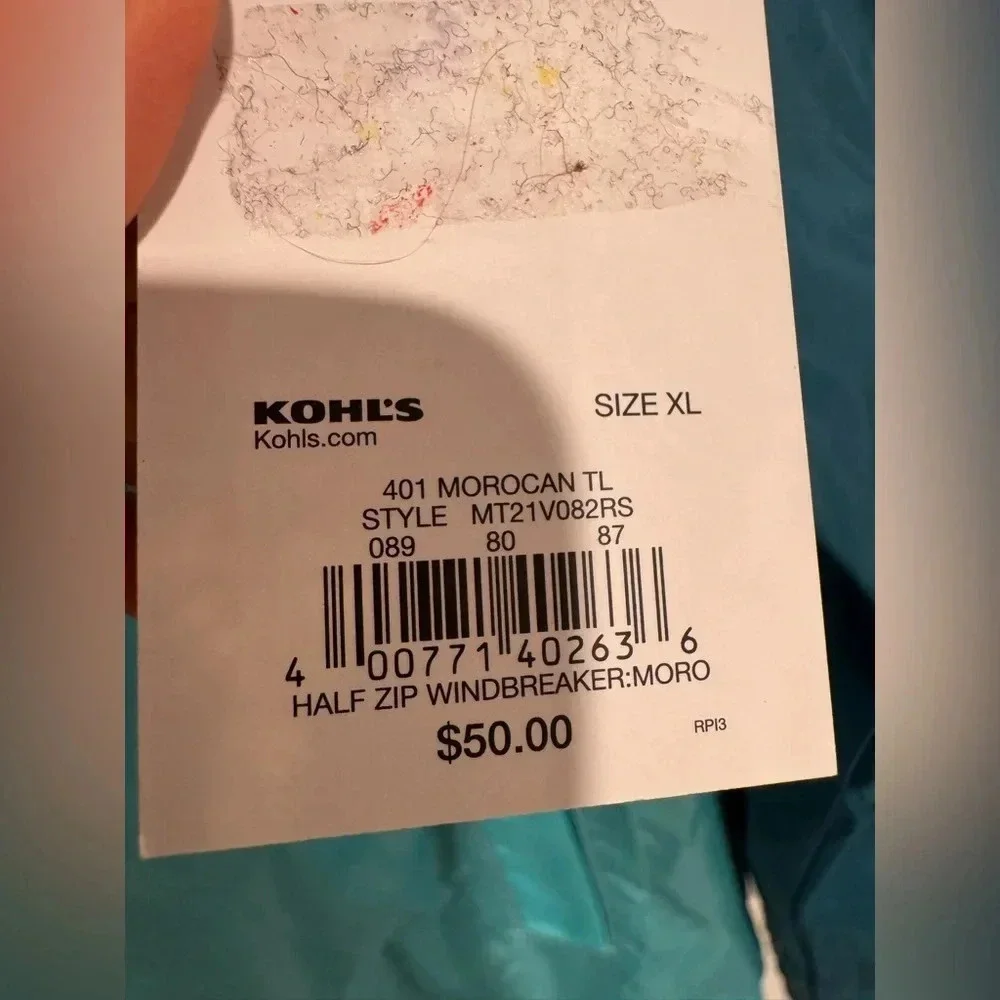 KOHL'S
Kohls.com
SIZE XL
401 MOROCAN TL
STYLE MT21V082RS
089 80 87
4 00771 40263 6
HALF ZIP WINDBREAKER:MORO
$50.00
RPI3